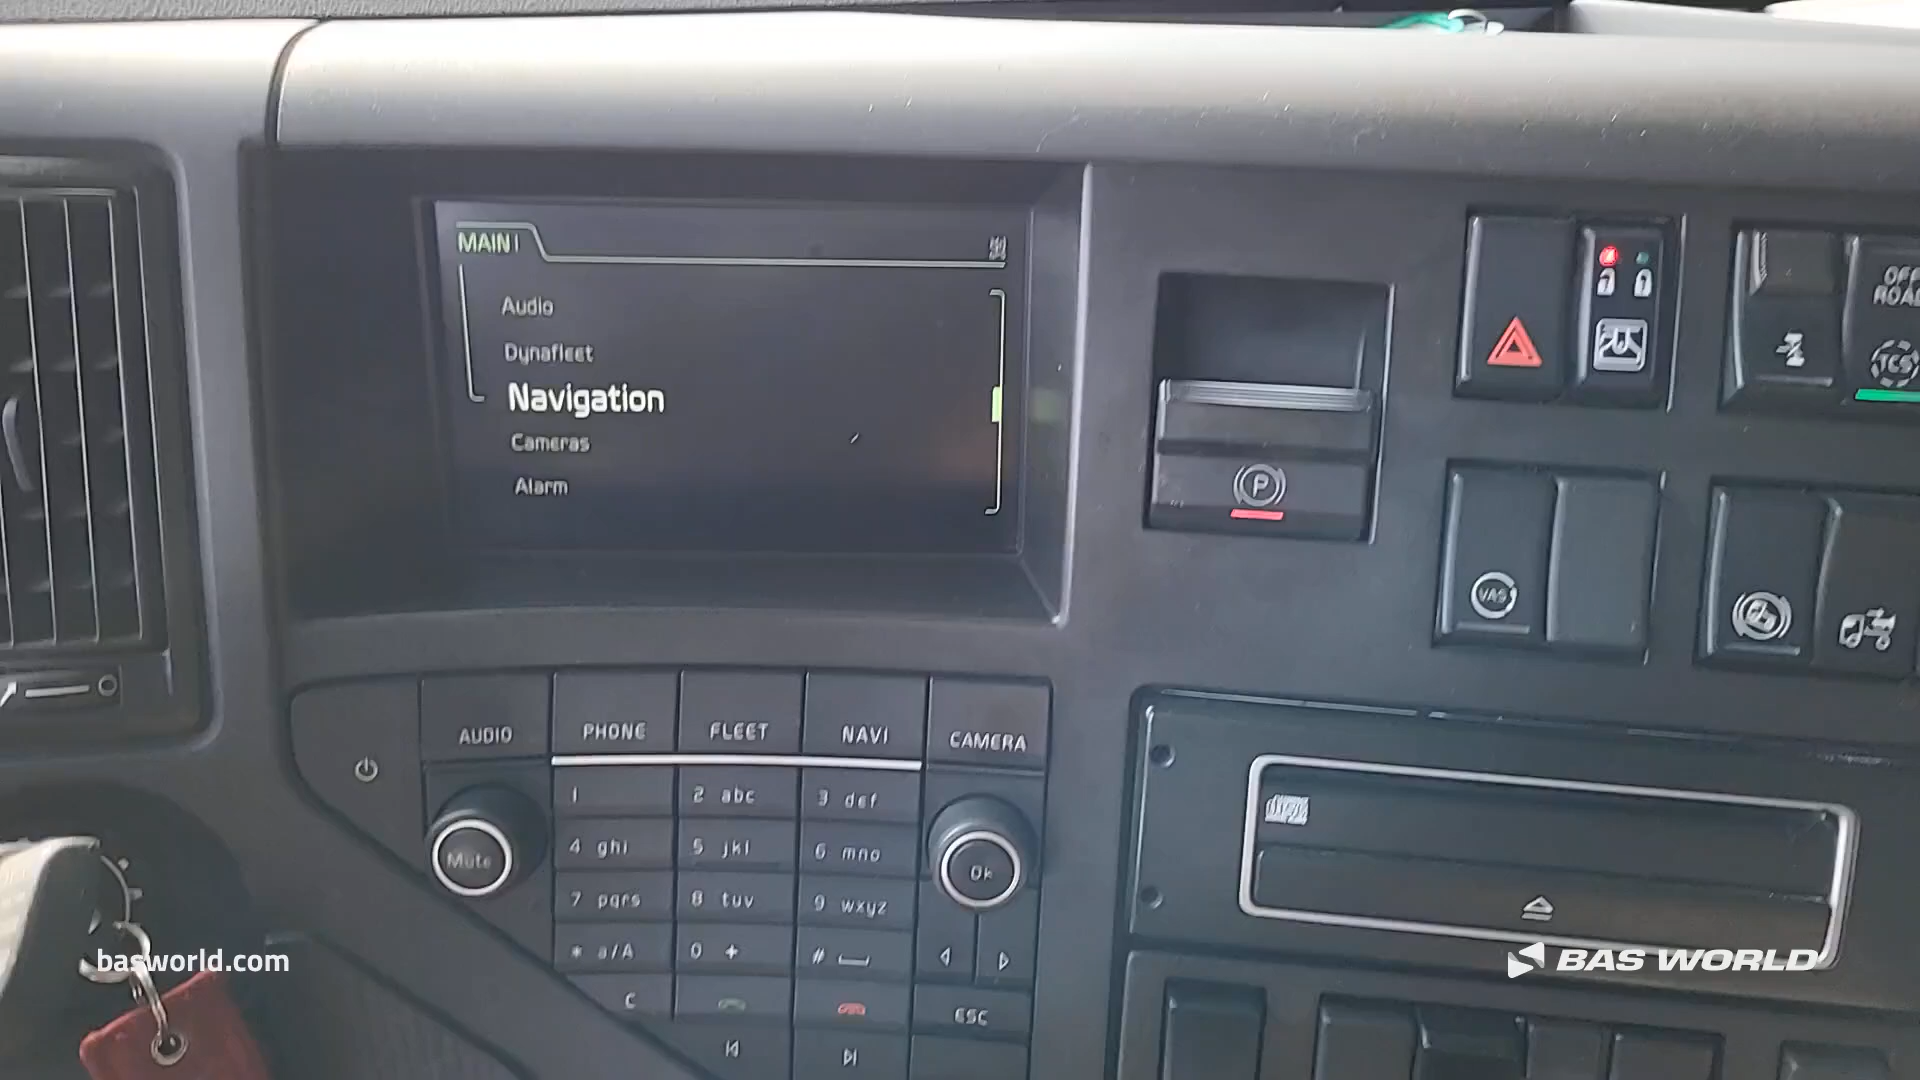 MAIN
Audio
Dynafleet
Navigation
Cameras
Alarm
P
OFF
ROAD
TCS
VAS
AUDIO
PHONE
FLEET
NAVI
CAMERA
1
2 abc
3 def
Mute
4 ghi
5 jkl
6 mno
Ok
7 pqrs
8 tuv
9 wxyz
* a/A
0 +
#
C
ESC
basworld.com
BAS WORLD